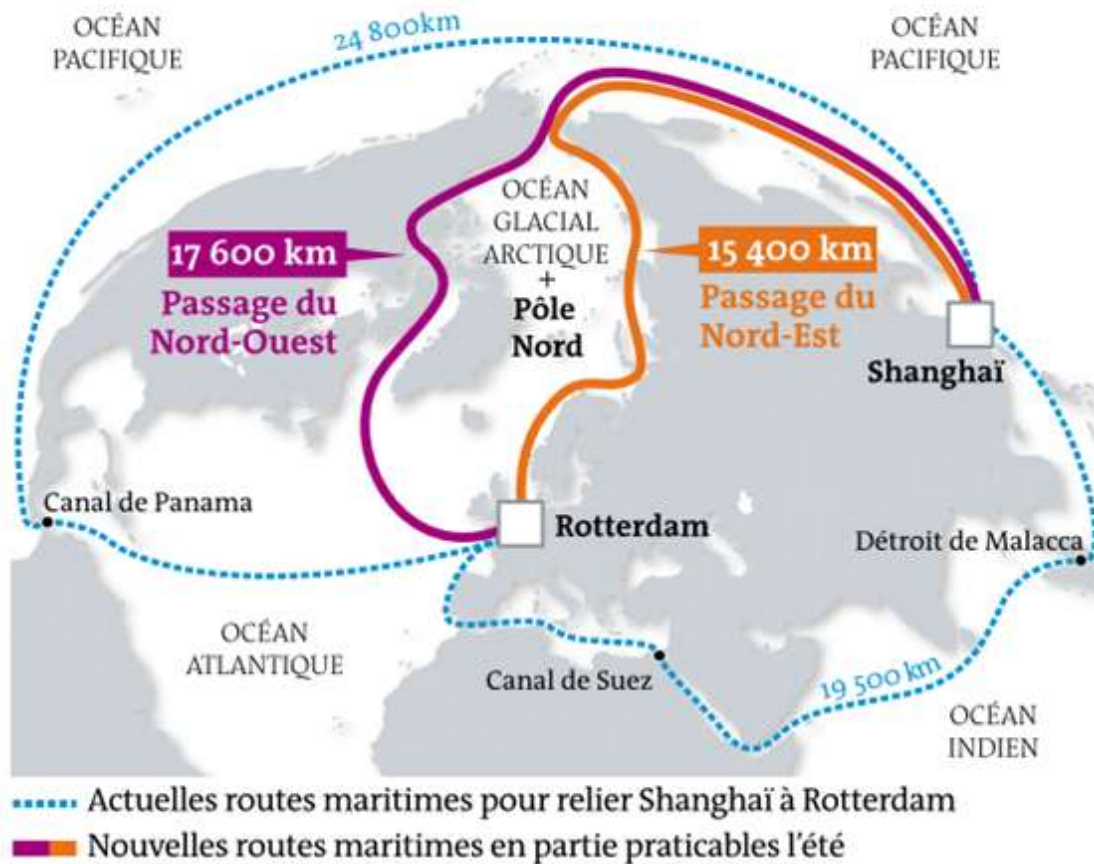 OCÉAN
PACIFIQUE
24 800km
OCÉAN
PACIFIQUE
OCÉAN
GLACIAL
ARCTIQUE
+
Pôle
Nord
17 600 km
Passage du
Nord-Ouest
15 400 km
Passage du
Nord-Est
Shanghaï
Canal de Panama
Rotterdam
Détroit de Malacca
OCÉAN
ATLANTIQUE
Canal de Suez
19 500 km
OCÉAN
INDIEN
Actuelles routes maritimes pour relier Shanghaï à Rotterdam
Nouvelles routes maritimes en partie praticables l'été